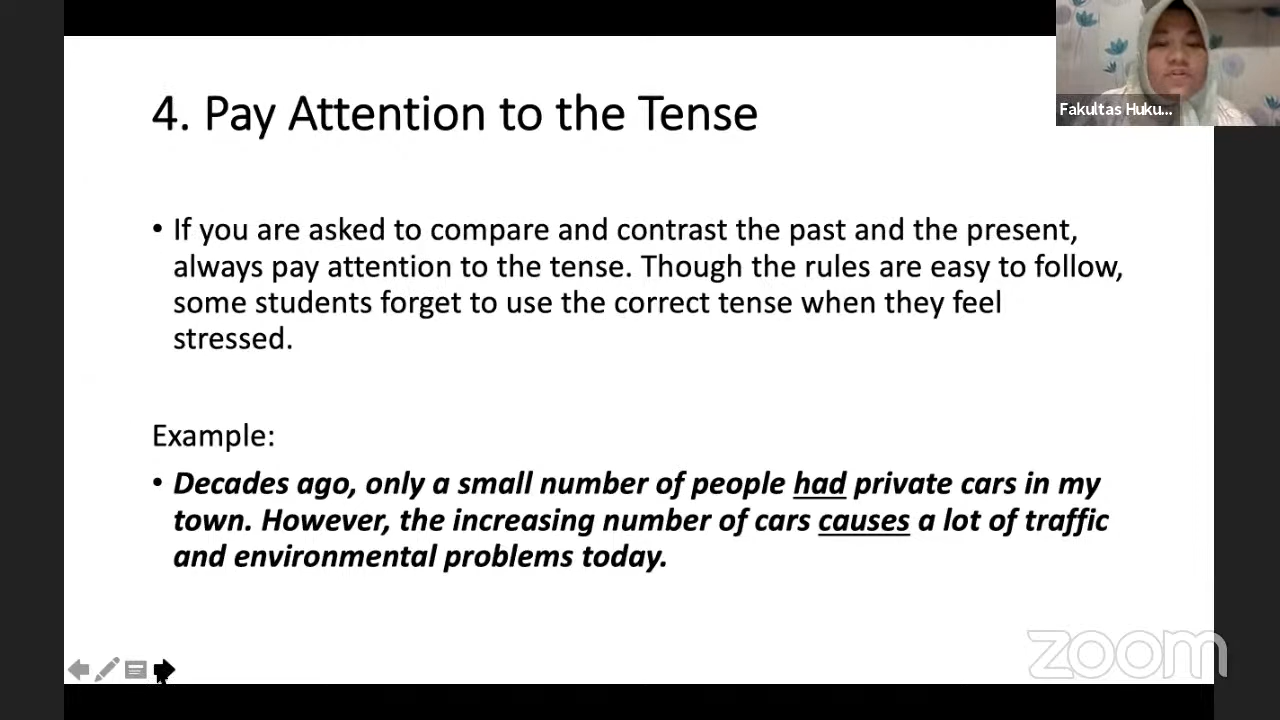 4. Pay Attention to the Tense
Fakultas Huku...
• If you are asked to compare and contrast the past and the present,
always pay attention to the tense. Though the rules are easy to follow,
some students forget to use the correct tense when they feel
stressed.
Example:
• Decades ago, only a small number of people had private cars in my
town. However, the increasing number of cars causes a lot of traffic
and environmental problems today.
zoom